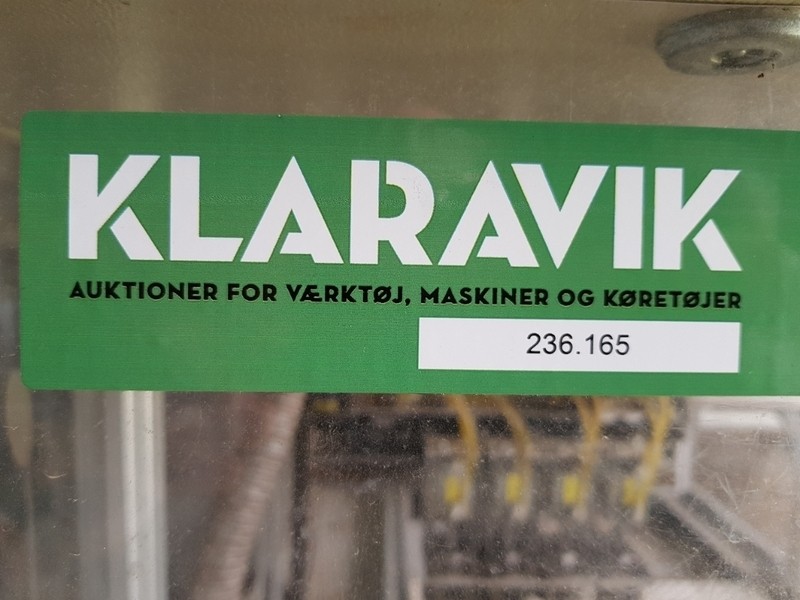 KLARAVIK
AUKTIONER FOR VÆRKTØJ, MASKINER OG KØRETØJER
236.165